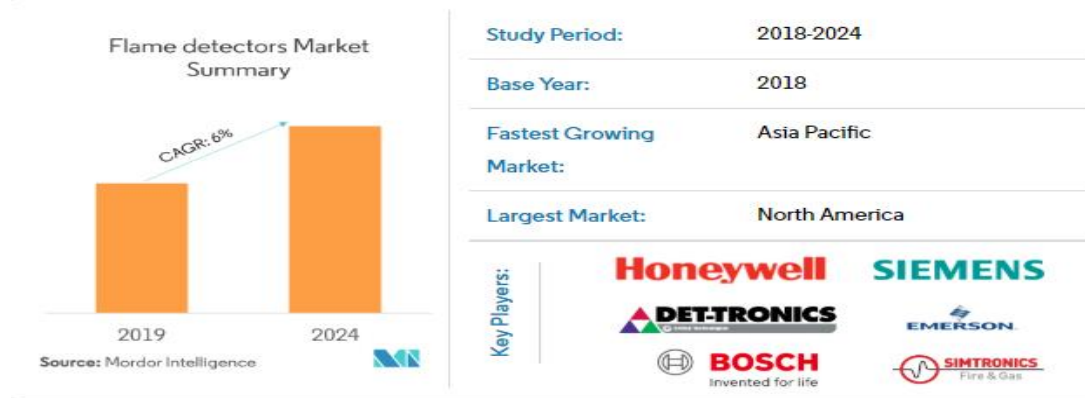 Flame detectors Market
Summary
CAGR: 6%
2019 2024
Source: Mordor Intelligence
Study Period: 2018-2024
Base Year: 2018
Fastest Growing Asia Pacific
Market:
Largest Market: North America
Key Players:
Honeywell SIEMENS
DET-TRONICS
EMERSON
BOSCH
Invented for life
SIMTRONICS
Fire & Gas